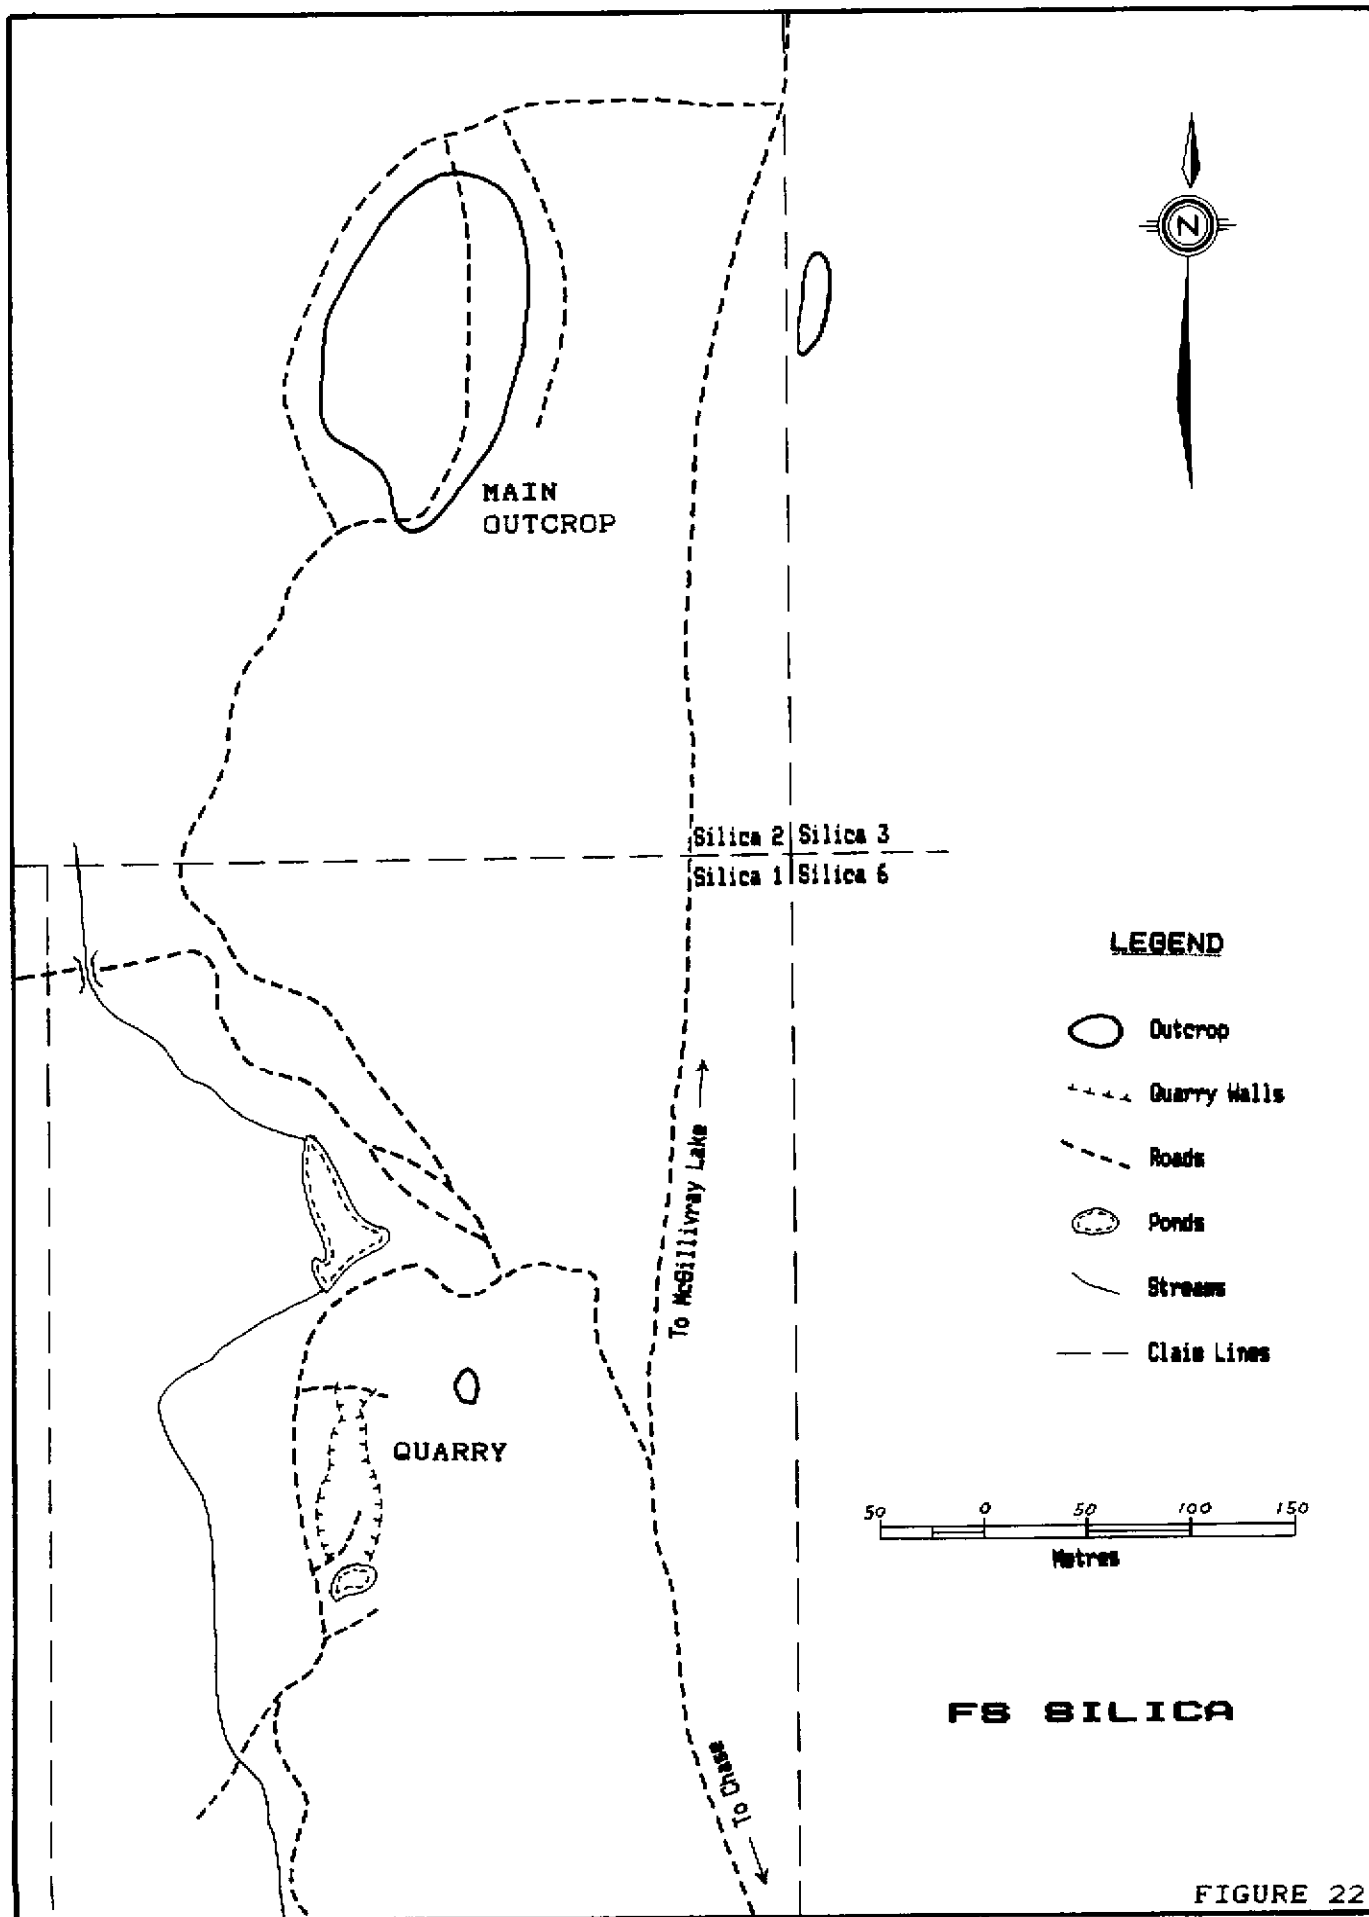 N
MAIN
OUTCROP
Silica 2 Silica 3
Silica 1 Silica 6
LEGEND
Outcrop
Quarry Walls
Roads
Ponds
Streams
Claim Lines
To McGillivray Lake
QUARRY
50 0 50 100 150
Metres
FS SILICA
To Chase
FIGURE 22